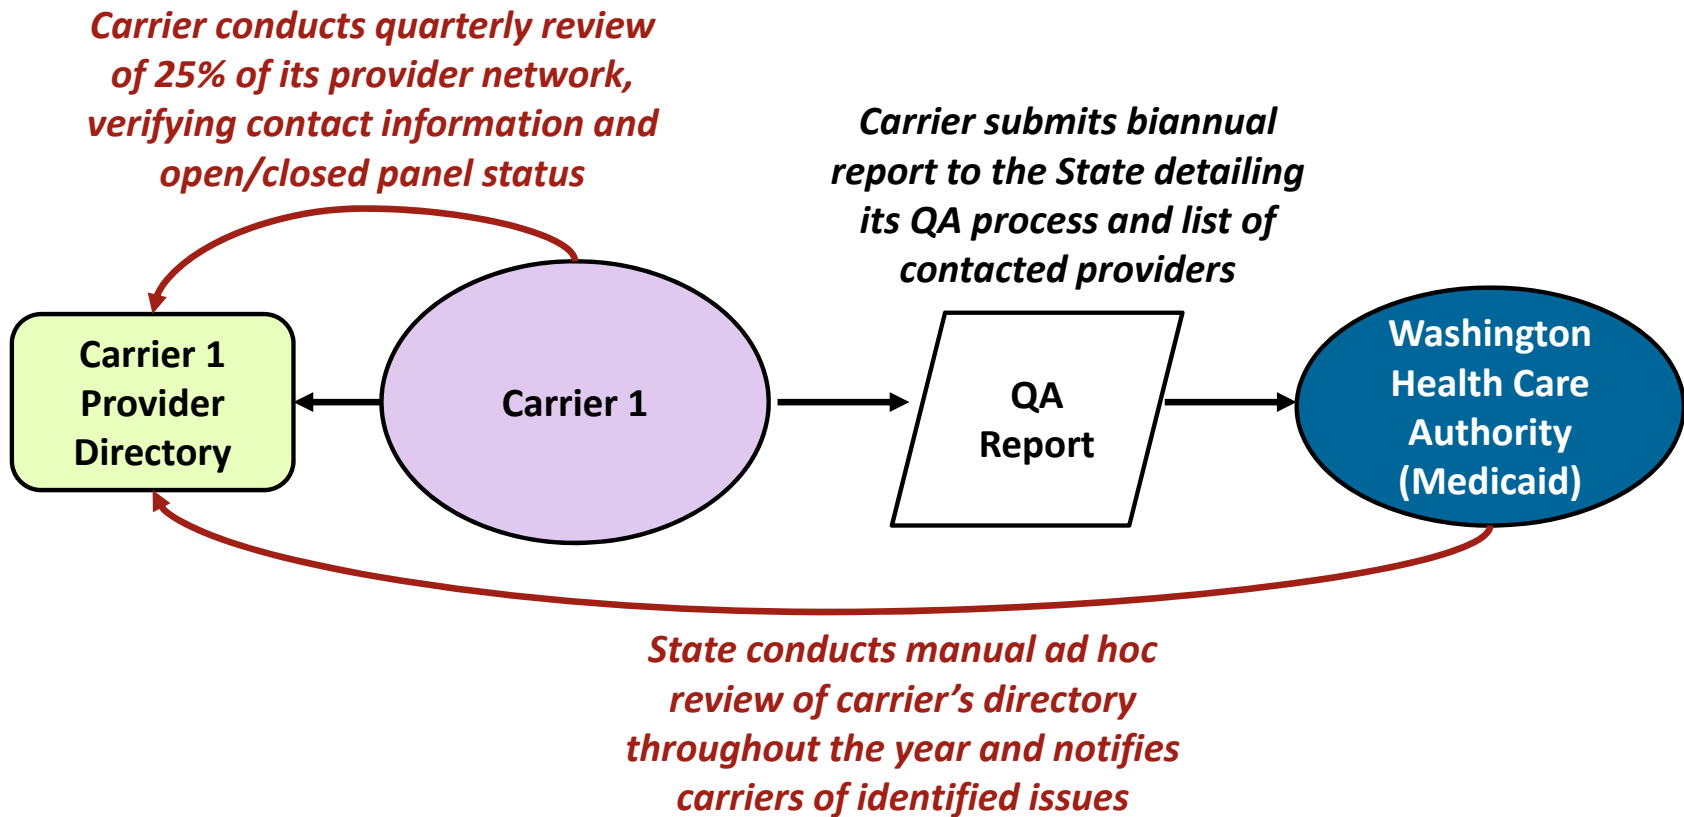 Carrier conducts quarterly review
of 25% of its provider network,
verifying contact information and
open/closed panel status
Carrier submits biannual
report to the State detailing
its QA process and list of
contacted providers
Carrier 1
Provider
Directory
Carrier 1
QA
Report
Washington
Health Care
Authority
(Medicaid)
State conducts manual ad hoc
review of carrier’s directory
throughout the year and notifies
carriers of identified issues